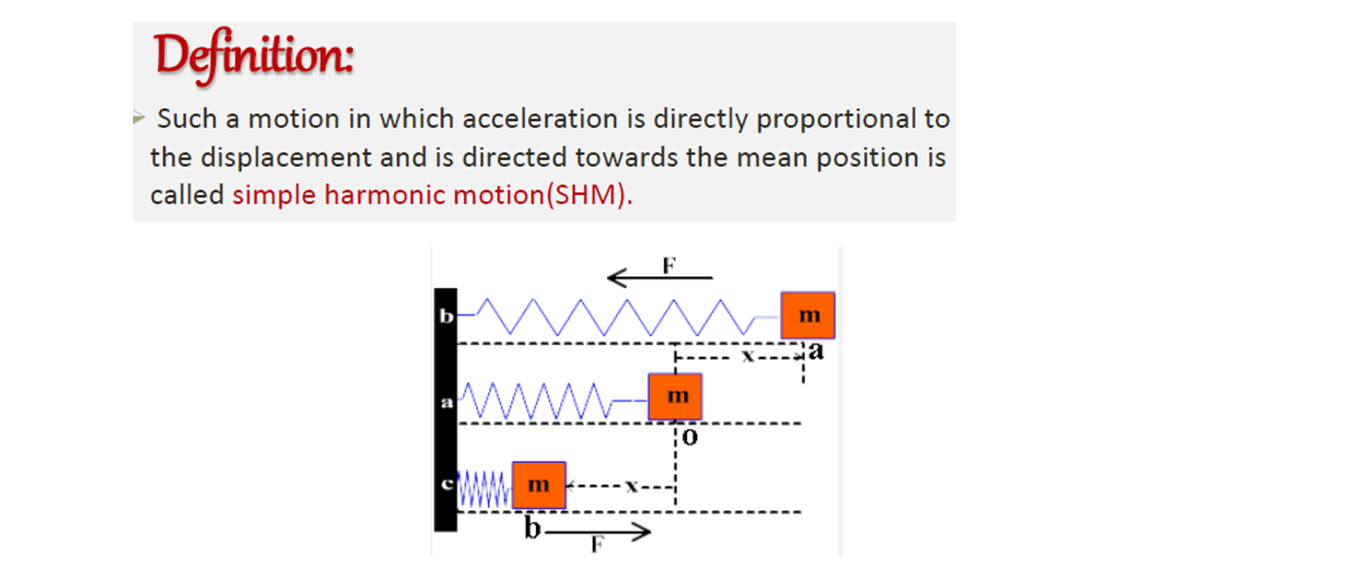 Definition:
Such a motion in which acceleration is directly proportional to
the displacement and is directed towards the mean position is
called simple harmonic motion(SHM).
F
b
m
x
a
a
m
o
c
m
x
b
F